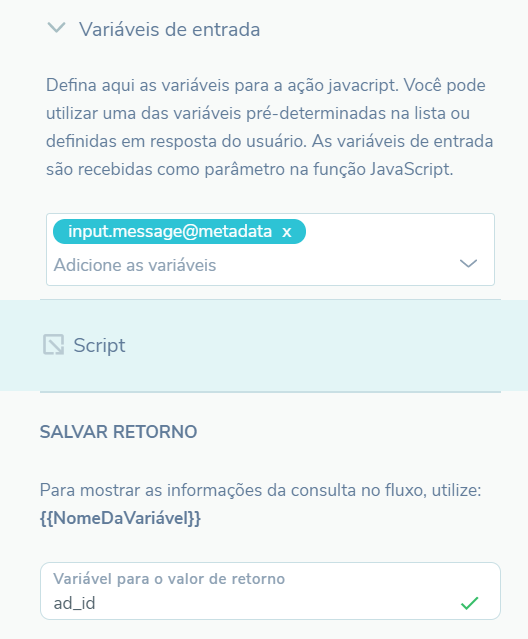 Variáveis de entrada
Defina aqui as variáveis para a ação javacript. Você pode
utilizar uma das variáveis pré-determinadas na lista ou
definidas em resposta do usuário. As variáveis de entrada
são recebidas como parâmetro na função JavaScript.
input.message@metadata x
Adicione as variáveis
Script
SALVAR RETORNO
Para mostrar as informações da consulta no fluxo, utilize:
{{NomeDaVariável}}
Variável para o valor de retorno
ad_id